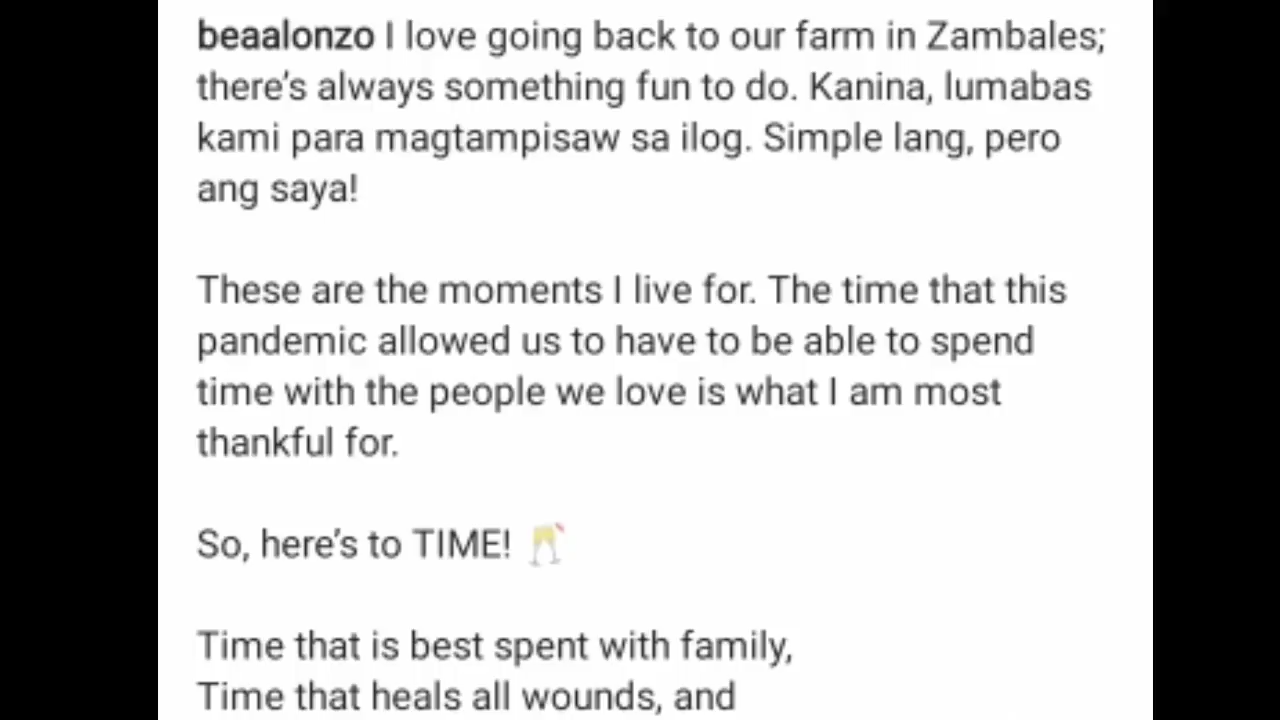 beaalonzo I love going back to our farm in Zambales;
there's always something fun to do. Kanina, lumabas
kami para magtampisaw sa ilog. Simple lang, pero
ang saya!
These are the moments I live for. The time that this
pandemic allowed us to have to be able to spend
time with the people we love is what I am most
thankful for.
So, here's to TIME! 🥂
Time that is best spent with family,
Time that heals all wounds, and